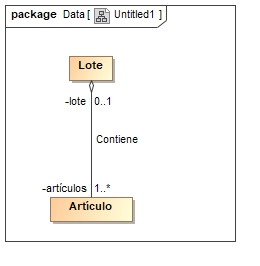 package Data [ Untitled1 ]
Lote
-lote 0..1
Contiene
-artículos 1..*
Artículo